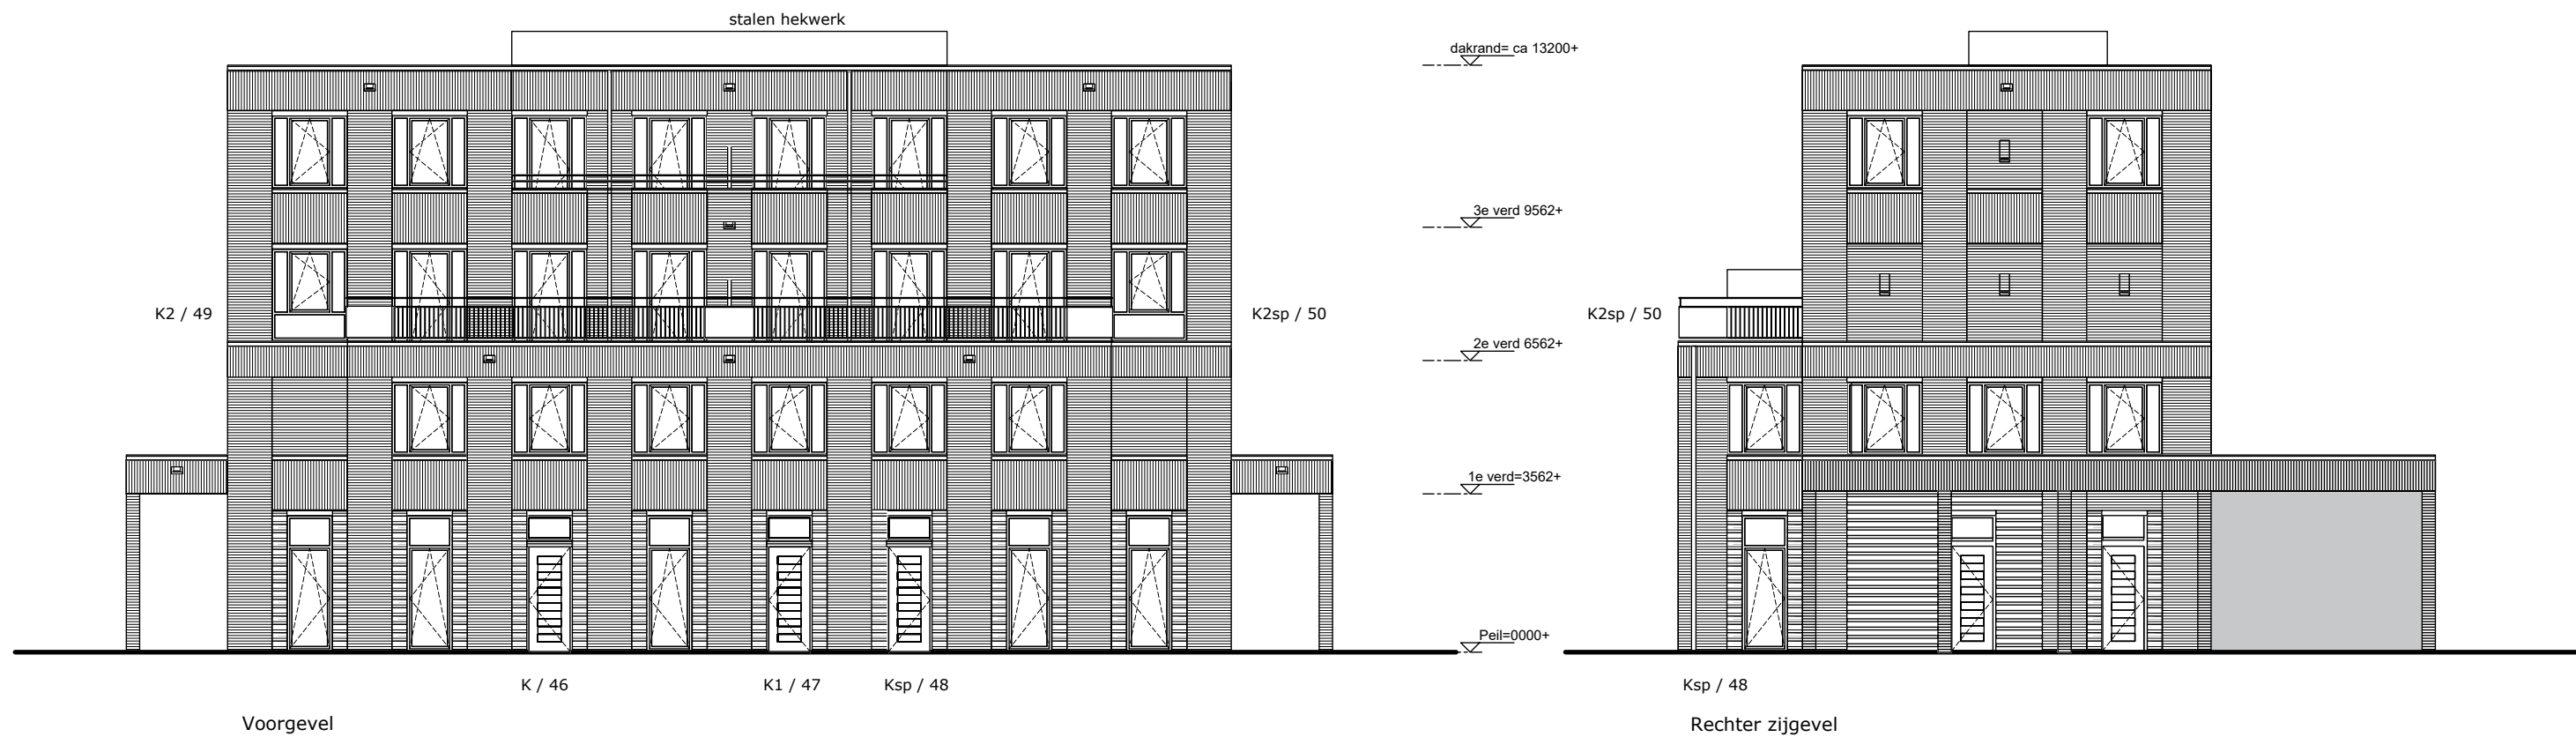 stalen hekwerk
dakrand= ca 13200+
3e verd 9562+
K2 / 49
K2sp / 50
K2sp / 50
2e verd 6562+
1e verd=3562+
Peil=0000+
K / 46
K1 / 47
Ksp / 48
Ksp / 48
Voorgevel
Rechter zijgevel